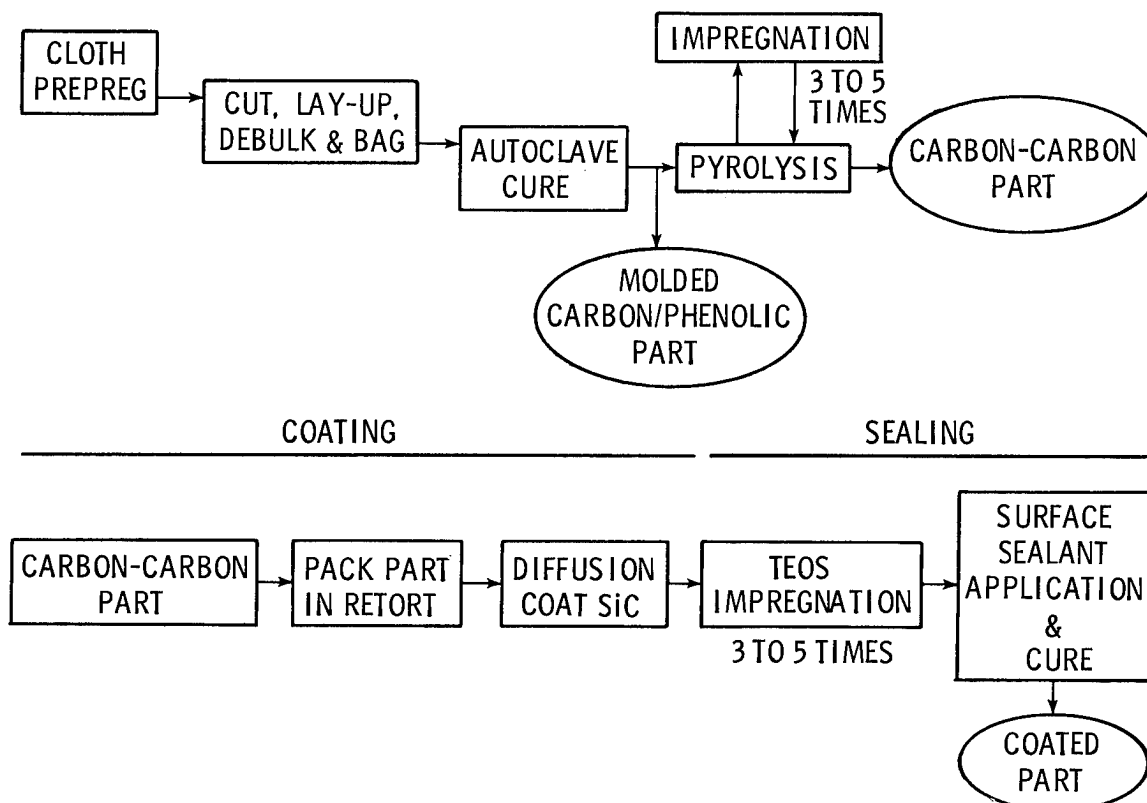 CLOTH
PREPREG
CUT, LAY-UP,
DEBULK & BAG
AUTOCLAVE
CURE
IMPREGNATION
3 TO 5
TIMES
PYROLYSIS
CARBON-CARBON
PART
MOLDED
CARBON/PHENOLIC
PART
COATING
SEALING
CARBON-CARBON
PART
PACK PART
IN RETORT
DIFFUSION
COAT SiC
TEOS
IMPREGNATION
3 TO 5 TIMES
SURFACE
SEALANT
APPLICATION
&
CURE
COATED
PART